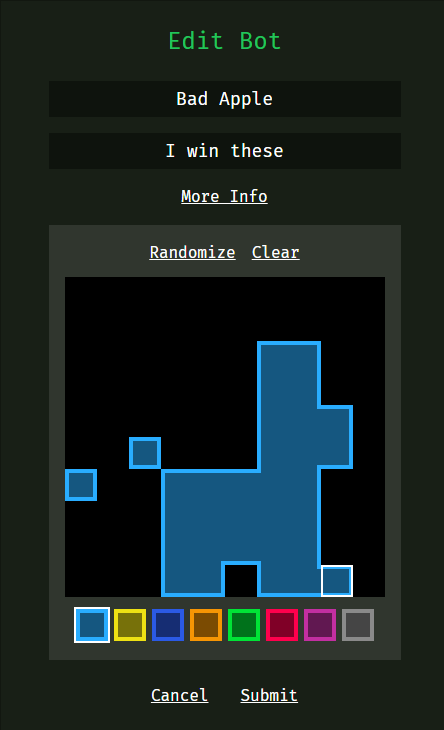 Edit Bot
Bad Apple
I win these
More Info
Randomize Clear
Cancel Submit